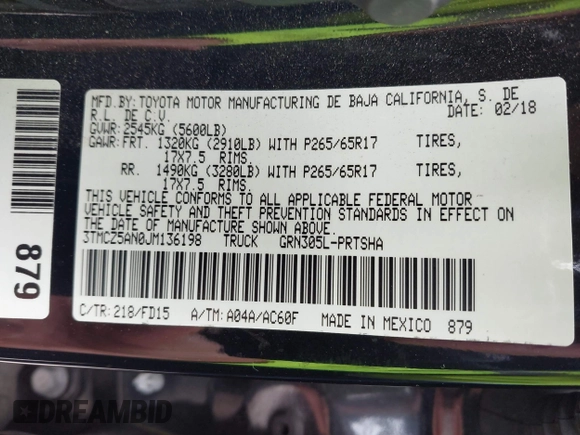 MFD.BY:TOYOTA MOTOR MANUFACTURING DE BAJA CALIFORNIA, S. DE
R.L. DE C.V. DATE: 02/18
GVWR:2545KG (5600LB)
GAWR:FRT. 1320KG (2910LB) WITH P265/65R17 TIRES,
17X7.5 RIMS.
RR. 1490KG (3280LB) WITH P265/65R17 TIRES,
17X7.5 RIMS.
THIS VEHICLE CONFORMS TO ALL APPLICABLE FEDERAL MOTOR
VEHICLE SAFETY AND THEFT PREVENTION STANDARDS IN EFFECT ON
THE DATE OF MANUFACTURE SHOWN ABOVE.
3TMCZ5AN0JM136198 TRUCK GRN305L-PRTSHA
C/TR:218/FD15 A/TM:A04A/AC60F MADE IN MEXICO 879
879
DREAMBID